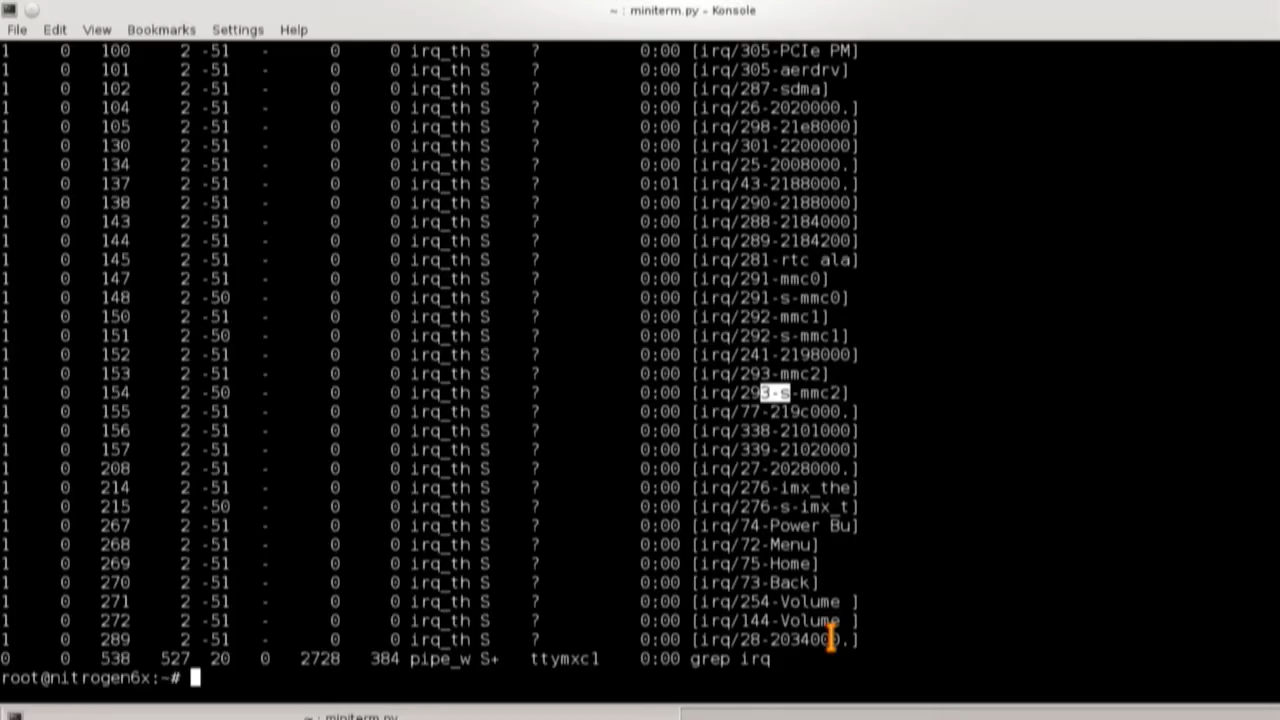 ~ : miniterm.py - Konsole
File Edit View Bookmarks Settings Help
1 0 100 2 -51 - 0 0 irq_th S ? 0:00 [irq/305-PCIe PM]
1 0 101 2 -51 - 0 0 irq_th S ? 0:00 [irq/305-aerdrv]
1 0 102 2 -51 - 0 0 irq_th S ? 0:00 [irq/287-sdma]
1 0 104 2 -51 - 0 0 irq_th S ? 0:00 [irq/26-2020000.]
1 0 105 2 -51 - 0 0 irq_th S ? 0:00 [irq/298-21e8000]
1 0 130 2 -51 - 0 0 irq_th S ? 0:00 [irq/301-2200000]
1 0 134 2 -51 - 0 0 irq_th S ? 0:00 [irq/25-2008000.]
1 0 137 2 -51 - 0 0 irq_th S ? 0:01 [irq/43-2188000.]
1 0 138 2 -51 - 0 0 irq_th S ? 0:00 [irq/290-2188000]
1 0 143 2 -51 - 0 0 irq_th S ? 0:00 [irq/288-2184000]
1 0 144 2 -51 - 0 0 irq_th S ? 0:00 [irq/289-2184200]
1 0 145 2 -51 - 0 0 irq_th S ? 0:00 [irq/281-rtc ala]
1 0 147 2 -51 - 0 0 irq_th S ? 0:00 [irq/291-mmc0]
1 0 148 2 -50 - 0 0 irq_th S ? 0:00 [irq/291-s-mmc0]
1 0 150 2 -51 - 0 0 irq_th S ? 0:00 [irq/292-mmc1]
1 0 151 2 -50 - 0 0 irq_th S ? 0:00 [irq/292-s-mmc1]
1 0 152 2 -51 - 0 0 irq_th S ? 0:00 [irq/241-2198000]
1 0 153 2 -51 - 0 0 irq_th S ? 0:00 [irq/293-mmc2]
1 0 154 2 -50 - 0 0 irq_th S ? 0:00 [irq/293-s-mmc2]
1 0 155 2 -51 - 0 0 irq_th S ? 0:00 [irq/77-219c000.]
1 0 156 2 -51 - 0 0 irq_th S ? 0:00 [irq/338-2101000]
1 0 157 2 -51 - 0 0 irq_th S ? 0:00 [irq/339-2102000]
1 0 208 2 -51 - 0 0 irq_th S ? 0:00 [irq/27-2028000.]
1 0 214 2 -51 - 0 0 irq_th S ? 0:00 [irq/276-imx_the]
1 0 215 2 -50 - 0 0 irq_th S ? 0:00 [irq/276-s-imx_t]
1 0 267 2 -51 - 0 0 irq_th S ? 0:00 [irq/74-Power Bu]
1 0 268 2 -51 - 0 0 irq_th S ? 0:00 [irq/72-Menu]
1 0 269 2 -51 - 0 0 irq_th S ? 0:00 [irq/75-Home]
1 0 270 2 -51 - 0 0 irq_th S ? 0:00 [irq/73-Back]
1 0 271 2 -51 - 0 0 irq_th S ? 0:00 [irq/254-Volume ]
1 0 272 2 -51 - 0 0 irq_th S ? 0:00 [irq/144-Volume ]
1 0 289 2 -51 - 0 0 irq_th S ? 0:00 [irq/28-2034000.]
0 0 538 527 20 0 2728 384 pipe_w S+ ttymxc1 0:00 grep irq
root@nitrogen6x:~#
~ : miniterm.py